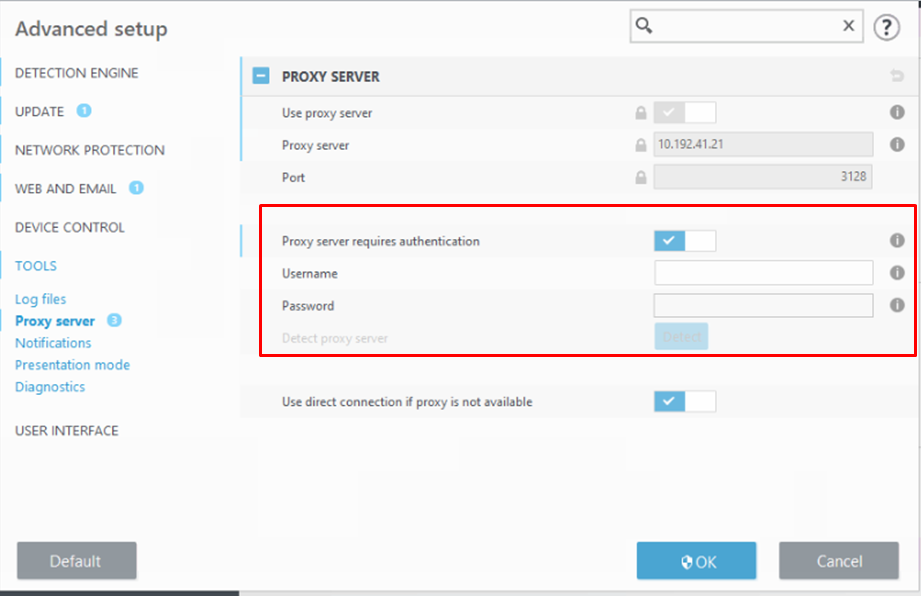 Advanced setup
DETECTION ENGINE
UPDATE 1
NETWORK PROTECTION
WEB AND EMAIL 1
DEVICE CONTROL
TOOLS
Log files
Proxy server 3
Notifications
Presentation mode
Diagnostics
USER INTERFACE
PROXY SERVER
Use proxy server
Proxy server 10.192.41.21
Port 3128
Proxy server requires authentication
Username
Password
Detect proxy server Detect
Use direct connection if proxy is not available
Default OK Cancel